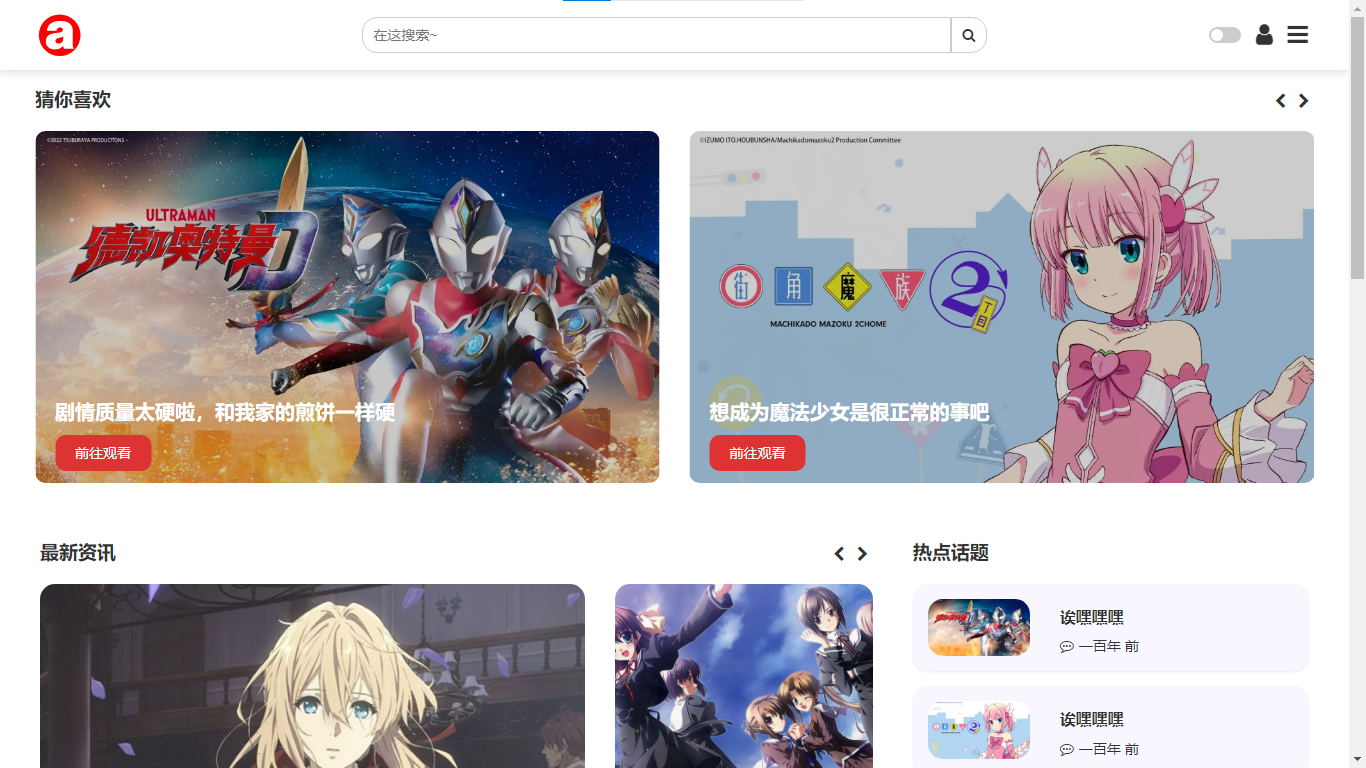 a
在这搜索~
猜你喜欢
©2022 TSUBURAYA PRODUCTIONS
ULTRAMAN
德凯奥特曼D
剧情质量太硬啦，和我家的煎饼一样硬
前往观看
©IZUMO ITO.HOUBUNSHA/Machikadomazoku2 Production Committee
街角魔族2丁目
MACHIKADO MAZOKU 2CHOME
想成为魔法少女是很正常的事吧
前往观看
最新资讯
热点话题
诶嘿嘿嘿
一百年 前
诶嘿嘿嘿
一百年 前